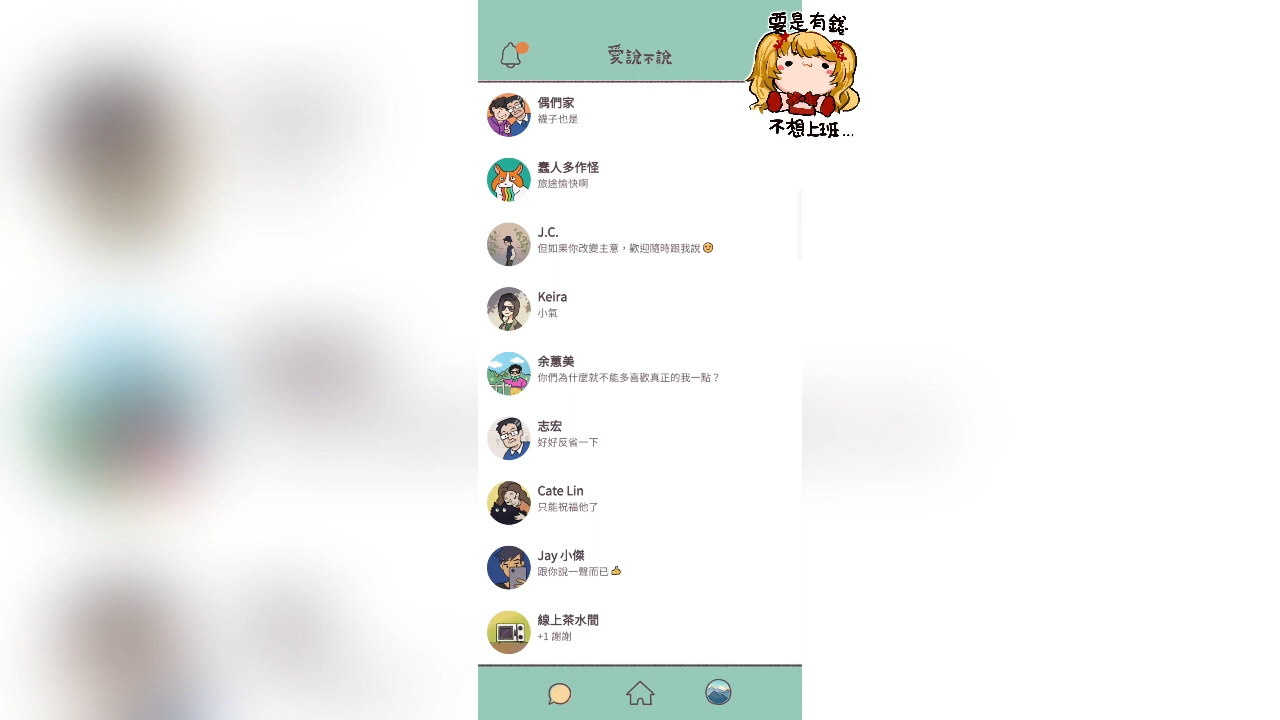 要是有錢
愛說不說
不想上班...
偶們家
襪子也是
蠢人多作怪
旅途愉快啊
J.C.
但如果你改變主意，歡迎隨時跟我說 😉
Keira
小氣
余蕙美
你們為什麼就不能多喜歡真正的我一點？
志宏
好好反省一下
Cate Lin
只能祝福他了
Jay 小傑
跟你說一聲而已 👍
線上茶水間
+1 謝謝